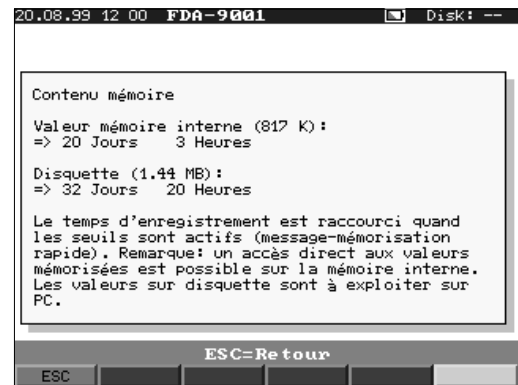 20.08.99 12 00 FDA-9001 Disk: --
Contenu mémoire
Valeur mémoire interne (817 K):
=> 20 Jours 3 Heures
Disquette (1.44 MB):
=> 32 Jours 20 Heures
Le temps d'enregistrement est raccourci quand
les seuils sont actifs (message-mémorisation
rapide). Remarque: un accès direct aux valeurs
mémorisées est possible sur la mémoire interne.
Les valeurs sur disquette sont à exploiter sur
PC.
ESC=Retour
ESC